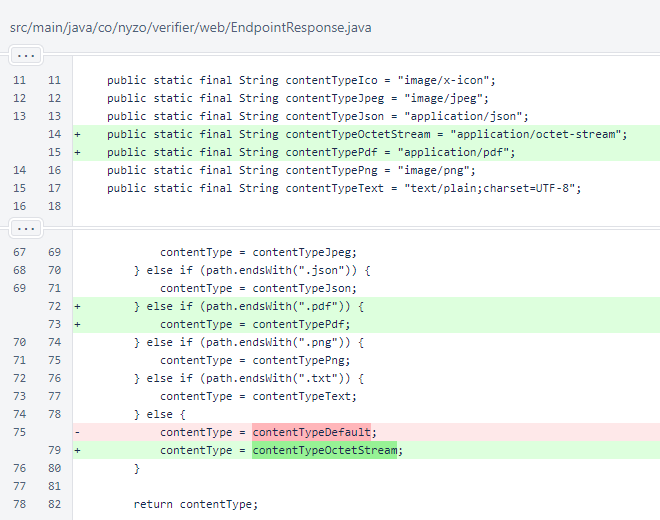 src/main/java/co/nyzo/verifier/web/EndpointResponse.java
...
11 11 public static final String contentTypeIco = "image/x-icon";
12 12 public static final String contentTypeJpeg = "image/jpeg";
13 13 public static final String contentTypeJson = "application/json";
14 + public static final String contentTypeOctetStream = "application/octet-stream";
15 + public static final String contentTypePdf = "application/pdf";
14 16 public static final String contentTypePng = "image/png";
15 17 public static final String contentTypeText = "text/plain;charset=UTF-8";
16 18
...
67 69 contentType = contentTypeJpeg;
68 70 } else if (path.endsWith(".json")) {
69 71 contentType = contentTypeJson;
72 + } else if (path.endsWith(".pdf")) {
73 + contentType = contentTypePdf;
70 74 } else if (path.endsWith(".png")) {
71 75 contentType = contentTypePng;
72 76 } else if (path.endsWith(".txt")) {
73 77 contentType = contentTypeText;
74 78 } else {
75 - contentType = contentTypeDefault;
79 + contentType = contentTypeOctetStream;
76 80 }
77 81
78 82 return contentType;